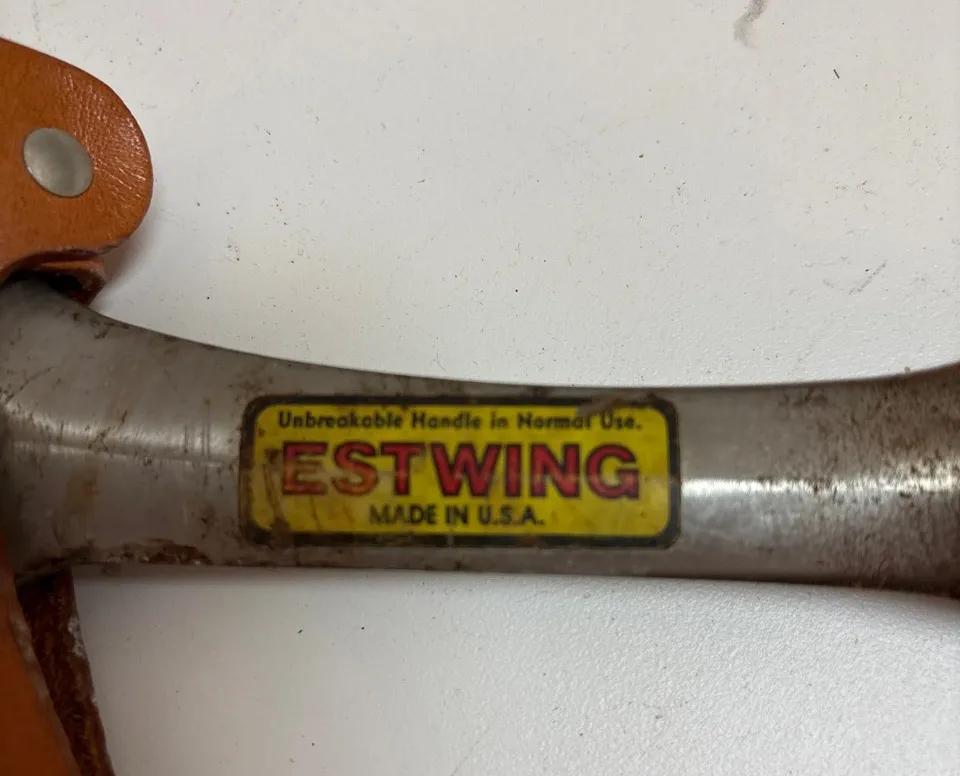 Unbreakable Handle in Normal Use.
ESTWING
MADE IN U.S.A.